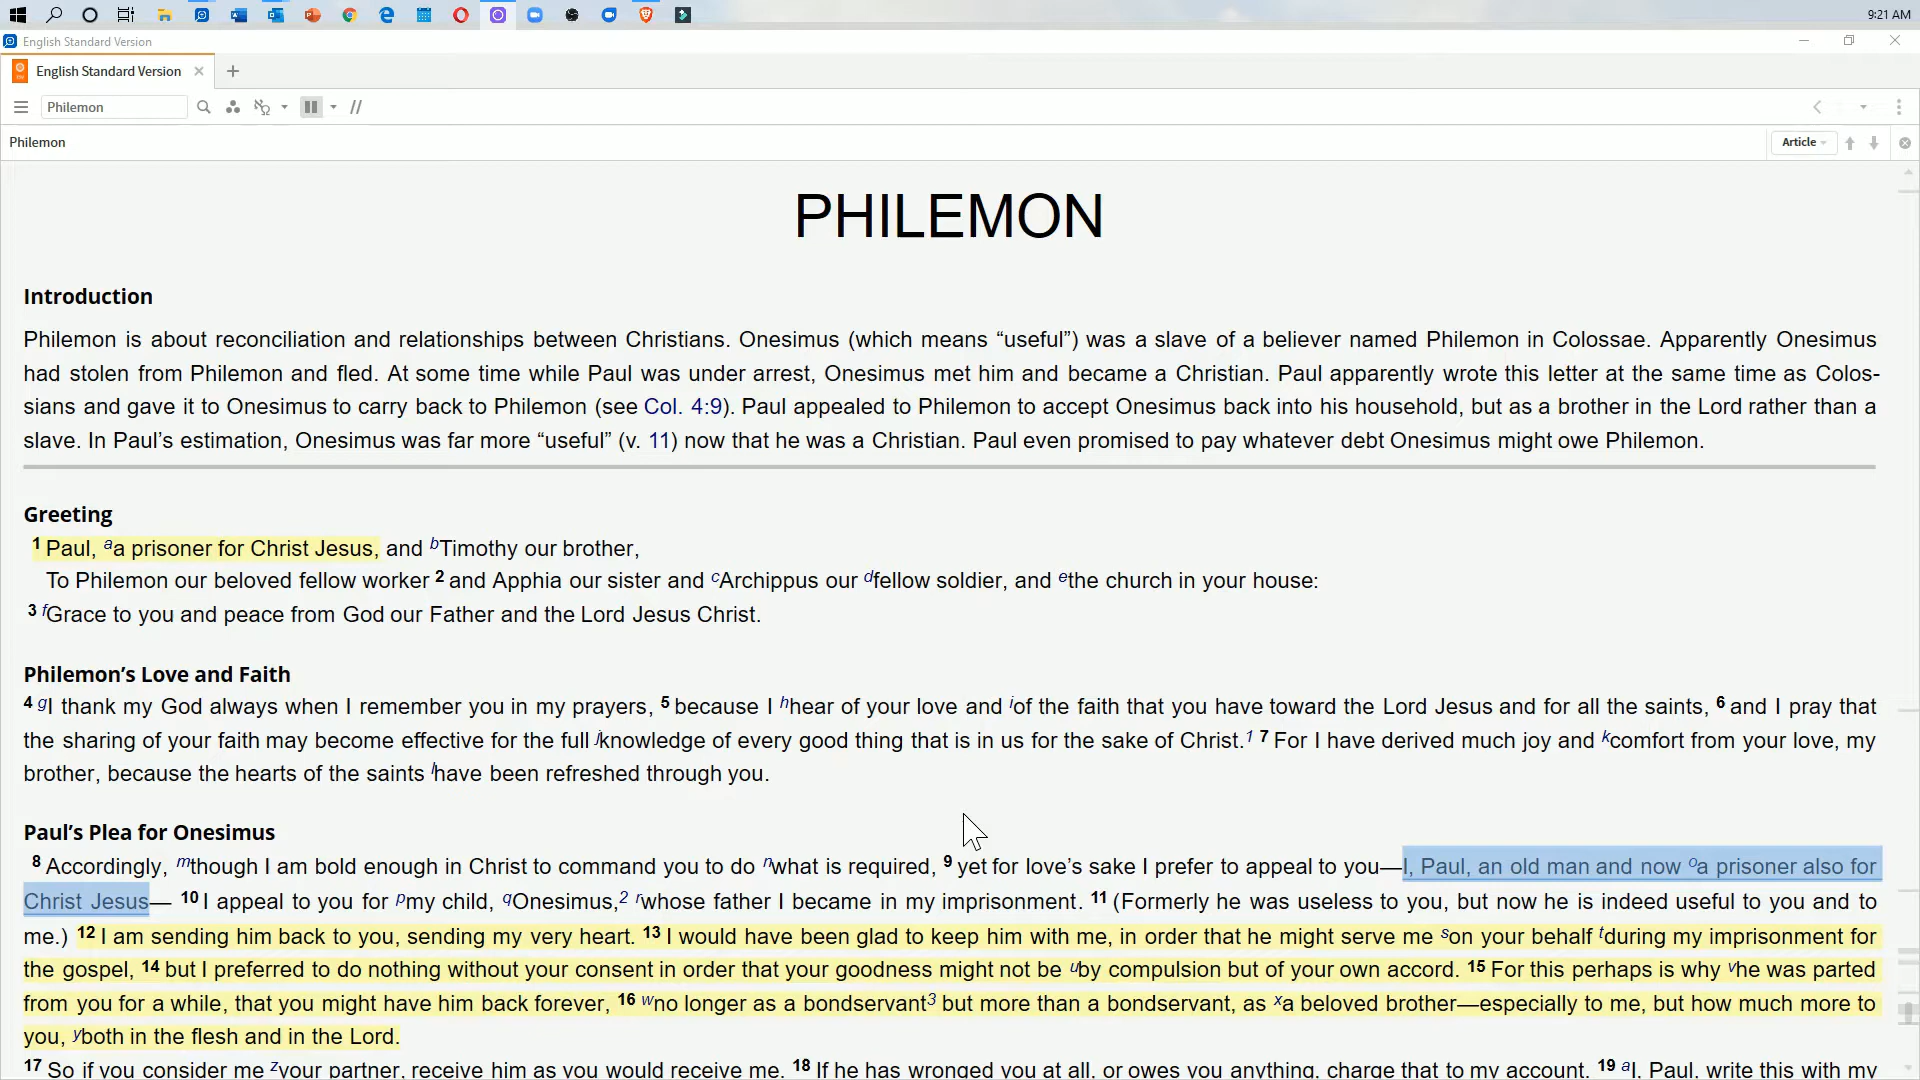 9:21 AM
English Standard Version
English Standard Version
Philemon
Philemon
Article
PHILEMON
Introduction
Philemon is about reconciliation and relationships between Christians. Onesimus (which means “useful”) was a slave of a believer named Philemon in Colossae. Apparently Onesimus
had stolen from Philemon and fled. At some time while Paul was under arrest, Onesimus met him and became a Christian. Paul apparently wrote this letter at the same time as Colos-
sians and gave it to Onesimus to carry back to Philemon (see Col. 4:9). Paul appealed to Philemon to accept Onesimus back into his household, but as a brother in the Lord rather than a
slave. In Paul’s estimation, Onesimus was far more “useful” (v. 11) now that he was a Christian. Paul even promised to pay whatever debt Onesimus might owe Philemon.
Greeting
1 Paul, a a prisoner for Christ Jesus, and b Timothy our brother,
To Philemon our beloved fellow worker 2 and Apphia our sister and c Archippus our d fellow soldier, and e the church in your house:
3 f Grace to you and peace from God our Father and the Lord Jesus Christ.
Philemon’s Love and Faith
4 g I thank my God always when I remember you in my prayers, 5 because I h hear of your love and i of the faith that you have toward the Lord Jesus and for all the saints, 6 and I pray that
the sharing of your faith may become effective for the full j knowledge of every good thing that is in us for the sake of Christ.1 7 For I have derived much joy and k comfort from your love, my
brother, because the hearts of the saints l have been refreshed through you.
Paul’s Plea for Onesimus
8 Accordingly, m though I am bold enough in Christ to command you to do n what is required, 9 yet for love’s sake I prefer to appeal to you—I, Paul, an old man and now o a prisoner also for
Christ Jesus— 10 I appeal to you for p my child, q Onesimus,2 r whose father I became in my imprisonment. 11 (Formerly he was useless to you, but now he is indeed useful to you and to
me.) 12 I am sending him back to you, sending my very heart. 13 I would have been glad to keep him with me, in order that he might serve me s on your behalf t during my imprisonment for
the gospel, 14 but I preferred to do nothing without your consent in order that your goodness might not be u by compulsion but of your own accord. 15 For this perhaps is why v he was parted
from you for a while, that you might have him back forever, 16 w no longer as a bondservant3 but more than a bondservant, as x a beloved brother—especially to me, but how much more to
you, y both in the flesh and in the Lord.
17 So if you consider me z your partner, receive him as you would receive me. 18 If he has wronged you at all, or owes you anything, charge that to my account. 19 a I, Paul, write this with my